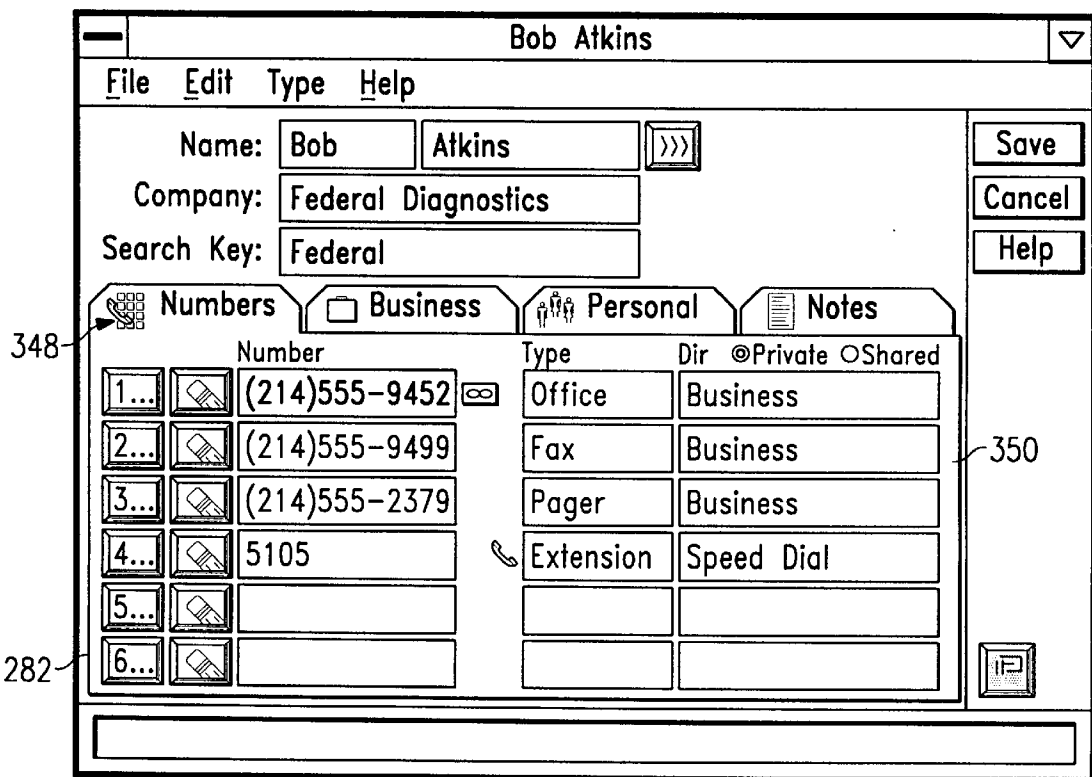 Bob Atkins
File Edit Type Help
Name: Bob Atkins >>> Save
Company: Federal Diagnostics Cancel
Search Key: Federal Help
Numbers Business Personal Notes
348
Number Type Dir Private Shared
1... (214)555-9452 Office Business
2... (214)555-9499 Fax Business
350
3... (214)555-2379 Pager Business
4... 5105 Extension Speed Dial
5...
282
6...